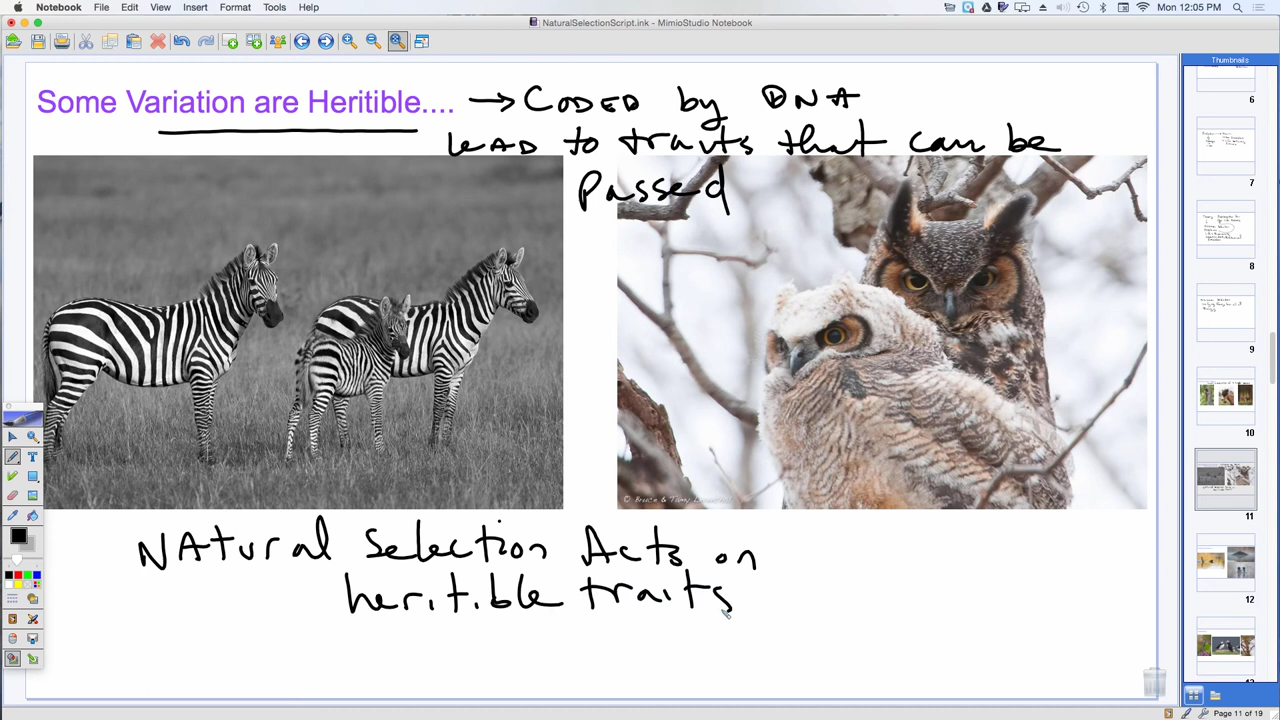 Notebook File Edit View Insert Format Tools Help Mon 12:05 PM
NaturalSelectionScript.ink - MimioStudio Notebook
Thumbnails
Some Variation are Heritible.... → CODED by DNA
LEAD to traits that can be
Passed
NAtural Selection Acts on
heritible traits
6
7
8
9
10
11
12
Page 11 of 19